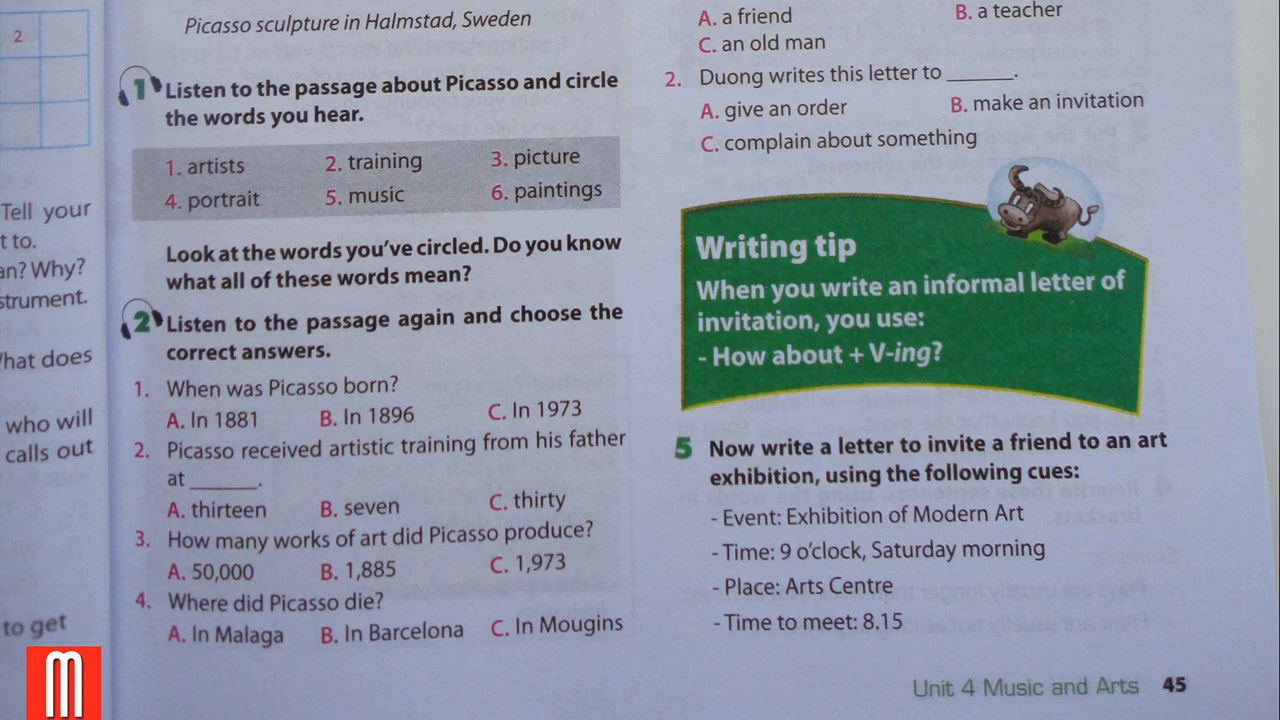 2
Tell your
t to.
an? Why?
strument.
hat does
who will
calls out
to get
Picasso sculpture in Halmstad, Sweden
1 Listen to the passage about Picasso and circle
the words you hear.
1. artists 2. training 3. picture
4. portrait 5. music 6. paintings
Look at the words you've circled. Do you know
what all of these words mean?
2 Listen to the passage again and choose the
correct answers.
1. When was Picasso born?
A. In 1881 B. In 1896 C. In 1973
2. Picasso received artistic training from his father
at ______.
A. thirteen B. seven C. thirty
3. How many works of art did Picasso produce?
A. 50,000 B. 1,885 C. 1,973
4. Where did Picasso die?
A. In Malaga B. In Barcelona C. In Mougins
A. a friend B. a teacher
C. an old man
2. Duong writes this letter to ______.
A. give an order B. make an invitation
C. complain about something
Writing tip
When you write an informal letter of
invitation, you use:
- How about + V-ing?
5 Now write a letter to invite a friend to an art
exhibition, using the following cues:
- Event: Exhibition of Modern Art
- Time: 9 o'clock, Saturday morning
- Place: Arts Centre
- Time to meet: 8.15
Unit 4 Music and Arts 45
M